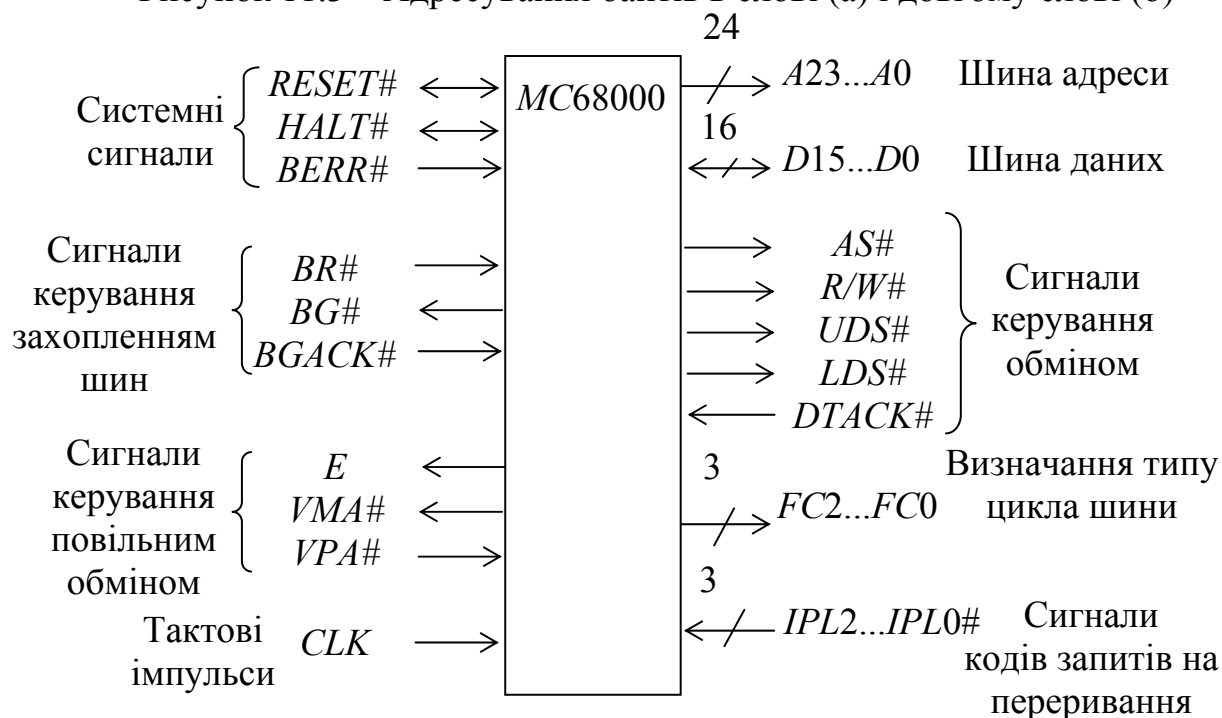 Рисунок 11.3 – Адресування байтів в слові (а) і довгому слові (б)
24
RESET#
HALT#
BERR#
Системні
сигнали
MC68000
A23...A0 Шина адреси
16
D15...D0 Шина даних
Сигнали
керування
захопленням
шин
BR#
BG#
BGACK#
AS#
R/W#
UDS#
LDS#
DTACK#
Сигнали
керування
обміном
Сигнали
керування
повільним
обміном
E
VMA#
VPA#
3
FC2...FC0
Визначання типу
цикла шини
3
Тактові
імпульси
CLK
IPL2...IPL0#
Сигнали
кодів запитів на
переривання